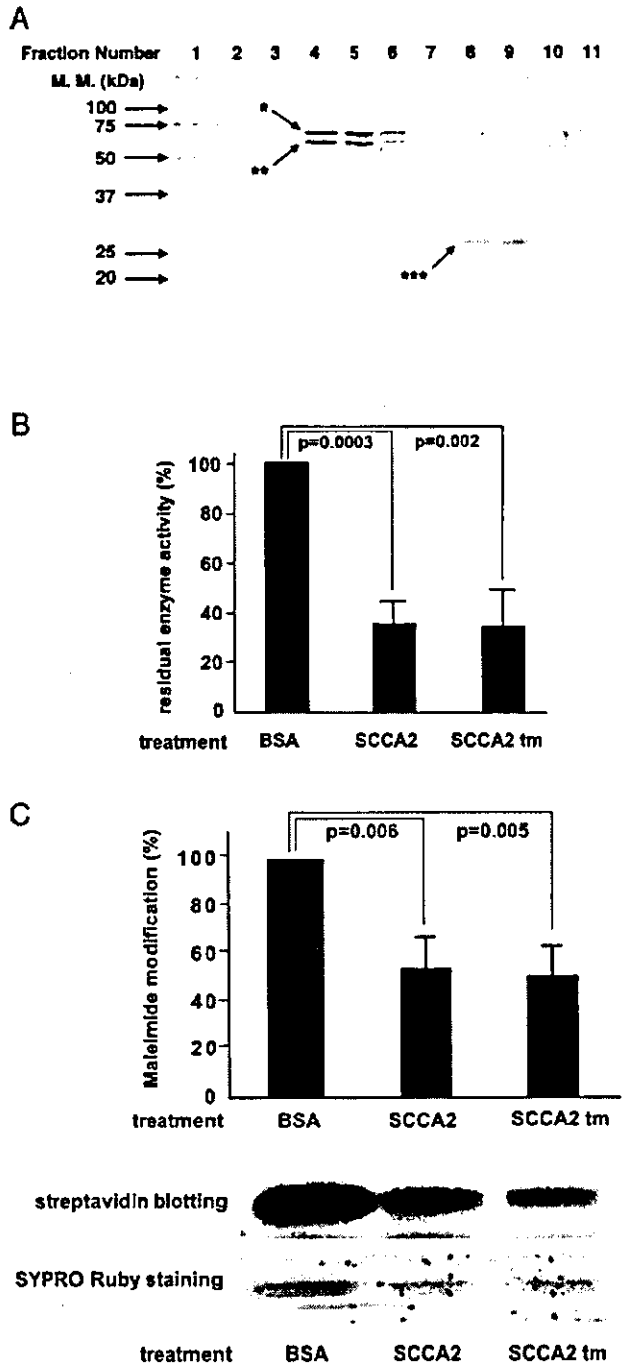 A
Fraction Number 1 2 3 4 5 6 7 8 9 10 11
M. M. (kDa)
100
*
75
50
**
37
25
20
***
B
p=0.0003 p=0.002
residual enzyme activity (%)
100
80
60
40
20
0
treatment BSA SCCA2 SCCA2 tm
C
p=0.006 p=0.005
Maleimide modification (%)
100
80
60
40
20
0
treatment BSA SCCA2 SCCA2 tm
streptavidin blotting
SYPRO Ruby staining
treatment BSA SCCA2 SCCA2 tm